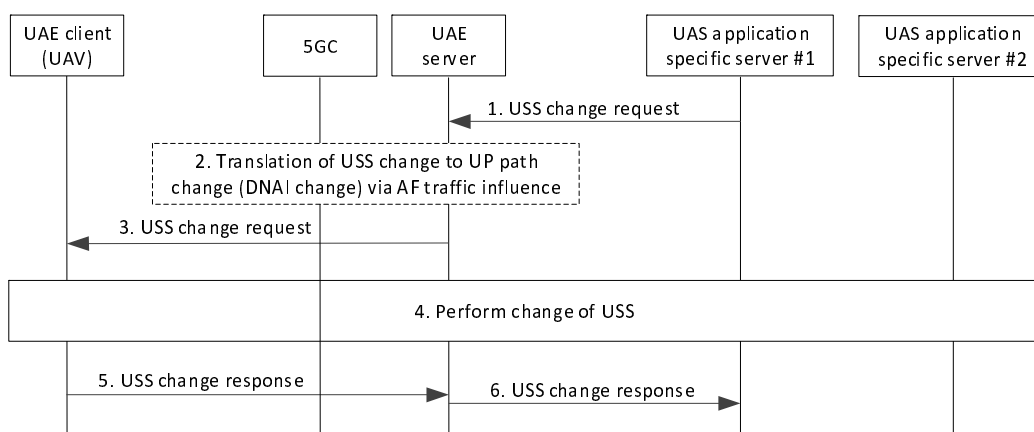 UAE client
(UAV)
5GC
UAE
server
UAS application
specific server #1
UAS application
specific server #2
1. USS change request
2. Translation of USS change to UP path
change (DNAI change) via AF traffic influence
3. USS change request
4. Perform change of USS
5. USS change response
6. USS change response